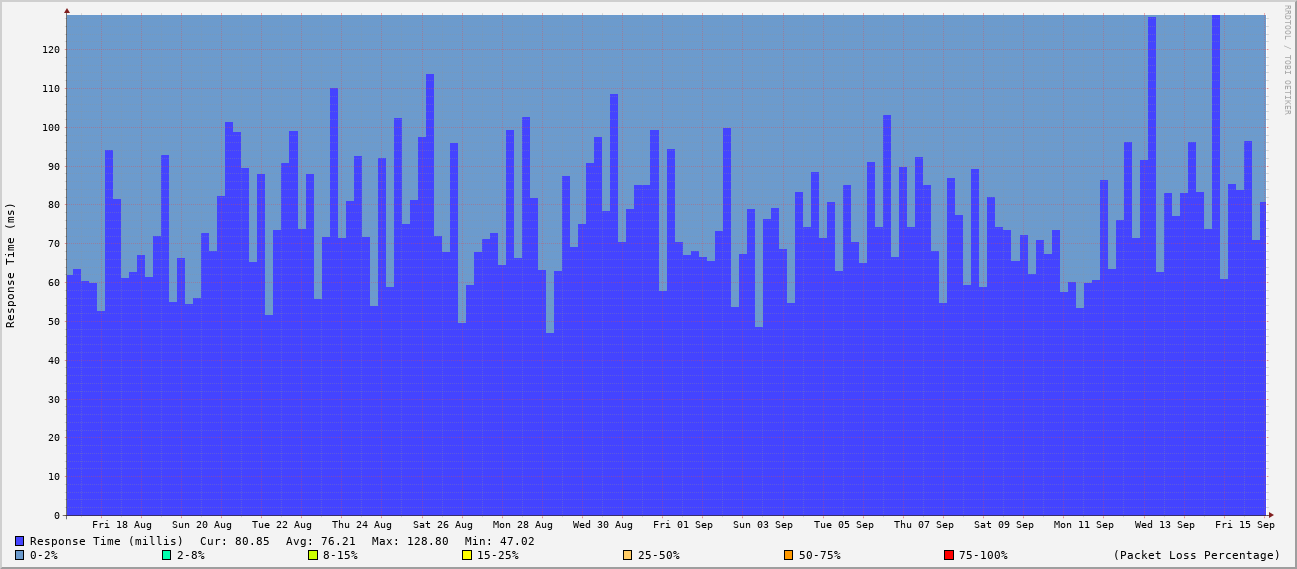 RRDTOOL / TOBI OETIKER
Response Time (ms)
120
110
100
90
80
70
60
50
40
30
20
10
0
Fri 18 Aug Sun 20 Aug Tue 22 Aug Thu 24 Aug Sat 26 Aug Mon 28 Aug Wed 30 Aug Fri 01 Sep Sun 03 Sep Tue 05 Sep Thu 07 Sep Sat 09 Sep Mon 11 Sep Wed 13 Sep Fri 15 Sep
Response Time (millis) Cur: 80.85 Avg: 76.21 Max: 128.80 Min: 47.02
0-2% 2-8% 8-15% 15-25% 25-50% 50-75% 75-100% (Packet Loss Percentage)